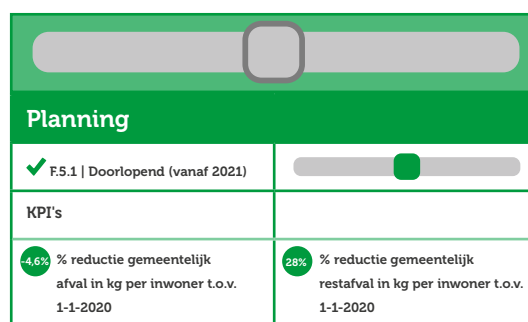 Planning
F.5.1 | Doorlopend (vanaf 2021)
KPI's
-4,6%
% reductie gemeentelijk
afval in kg per inwoner t.o.v.
1-1-2020
28%
% reductie gemeentelijk
restafval in kg per inwoner t.o.v.
1-1-2020